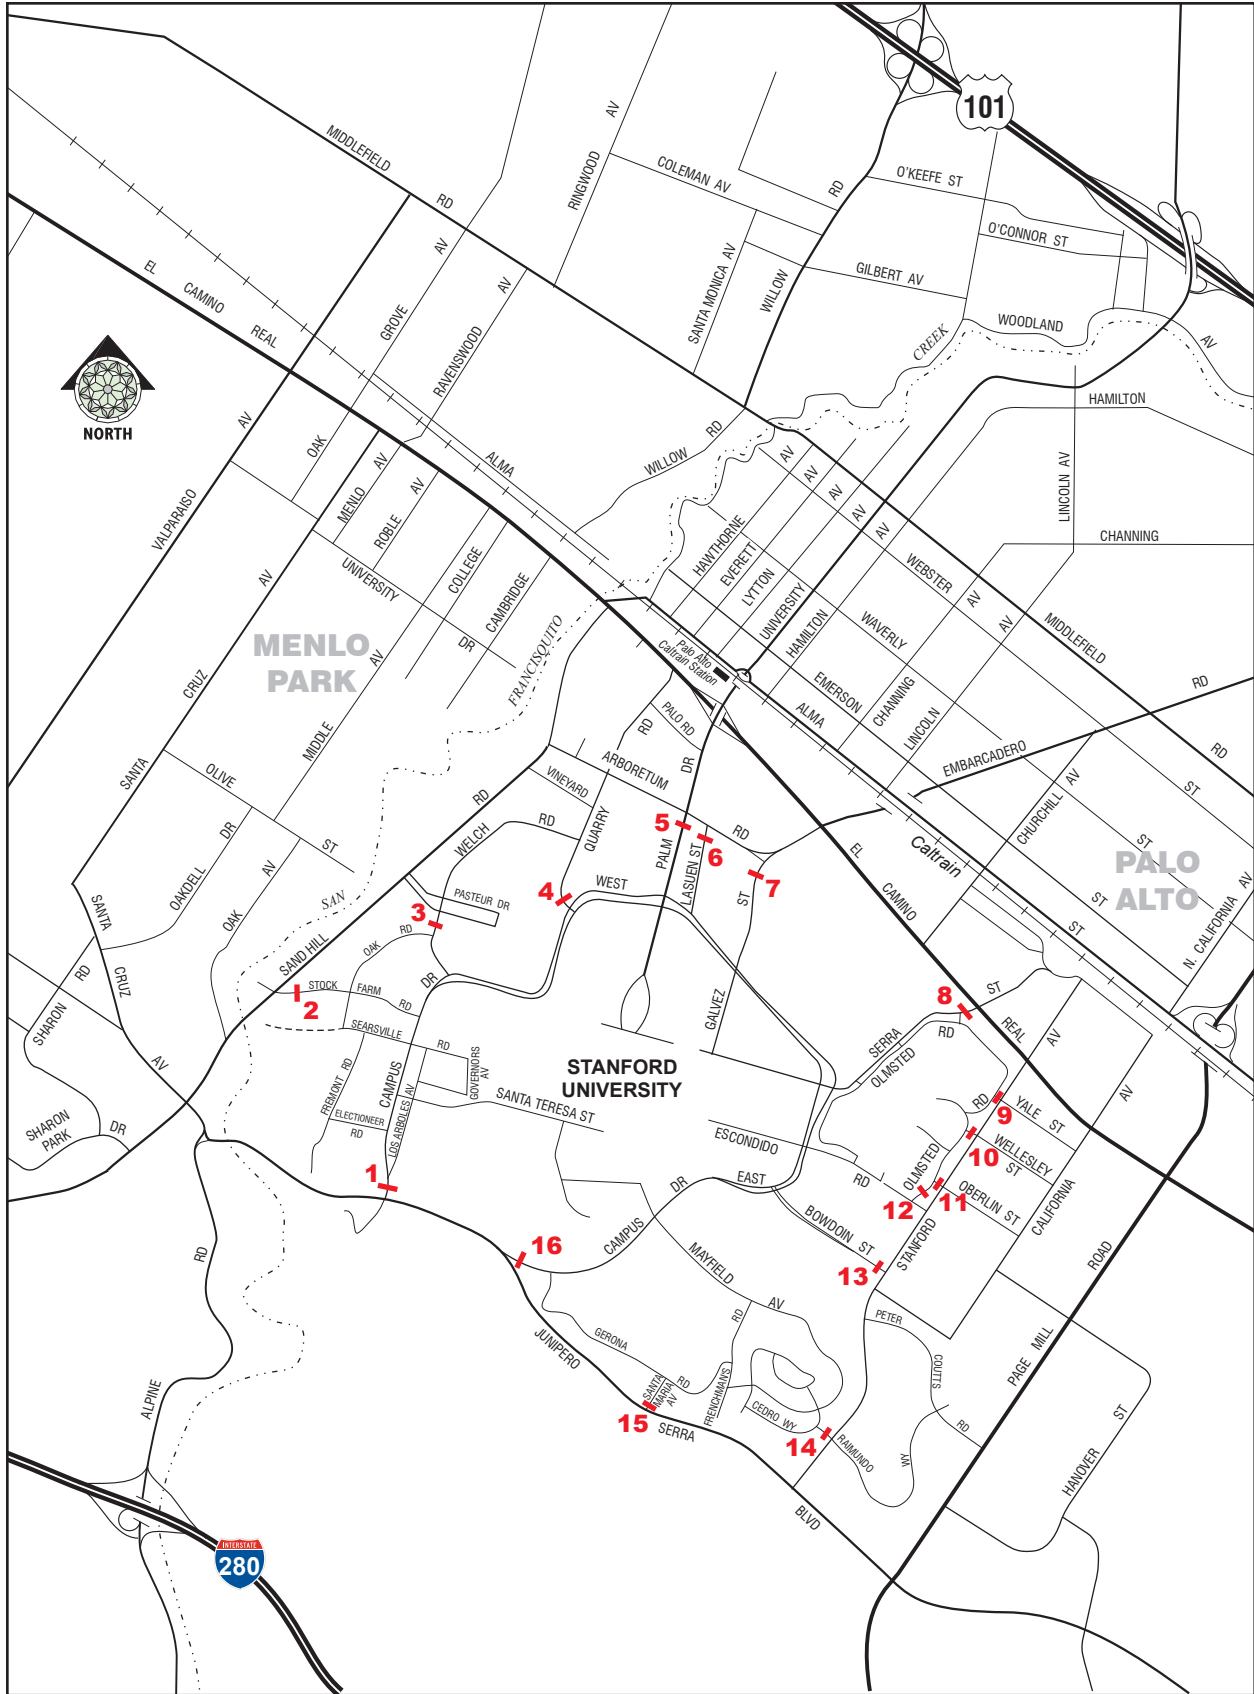 101
MIDDLEFIELD
RD
RINGWOOD
AV
COLEMAN AV
O'KEEFE ST
RD
WILLOW
O'CONNOR ST
SANTA MONICA AV
GILBERT AV
WOODLAND
AV
CREEK
EL
CAMINO
REAL
GROVE
AV
RAVENSWOOD
AV
NORTH
HAMILTON
AV
OAK
MENLO
AV
ROBLE
AV
ALMA
WILLOW
RD
LINCOLN AV
CHANNING
VALPARAISO
UNIVERSITY
DR
COLLEGE
CAMBRIDGE
AV
HAWTHORNE
AV
EVERETT
AV
LYTTON
AV
UNIVERSITY
AV
HAMILTON
AV
WEBSTER
WAVERLY
MIDDLEFIELD
RD
AV
AV
MENLO
PARK
FRANCISQUITO
Palo Alto
Caltrain Station
EMERSON
ALMA
CHANNING
LINCOLN
ST
ST
ST
ST
RD
EMBARCADERO
CRUZ
MIDDLE
AV
SANTA
OLIVE
ST
PALO RD
RD
ARBORETUM
RD
DR
VINEYARD
QUARRY
WELCH
RD
RD
PALM
LASUEN ST
5
6
7
CHURCHILL AV
PALO
ALTO
Caltrain
N. CALIFORNIA AV
EL
CAMINO
REAL
OAKDELL
DR
OAK
AV
SAN
SAND HILL
PASTEUR DR
WEST
3
4
ST
GALVEZ
SANTA
CRUZ
AV
SHARON
RD
OAK
RD
DR
STOCK
FARM
RD
2
SEARSVILLE
RD
8
ST
SERRA
OLMSTED
RD
STANFORD
UNIVERSITY
FREMONT RD
CAMPUS
GOVERNORS
AV
ELECTIONEER
RD
LOS ARBOLES AV
SANTA TERESA ST
SHARON
PARK
DR
ESCONDIDO
RD
RD
9
YALE ST
10
WELLESLEY
ST
11
OBERLIN ST
12
OLMSTED
AV
AV
CALIFORNIA
STANFORD
1
16
CAMPUS
DR
EAST
BOWDOIN ST
13
MAYFIELD
AV
RD
ALPINE
PETER
COUTTS
RD
PAGE MILL
ROAD
JUNIPERO
GERONA
RD
SANTA
MARIA
AV
15
SERRA
FRENCHMAN'S
RD
CEDRO WY
14
RAIMUNDO
WY
BLVD
HANOVER
ST
INTERSTATE
280